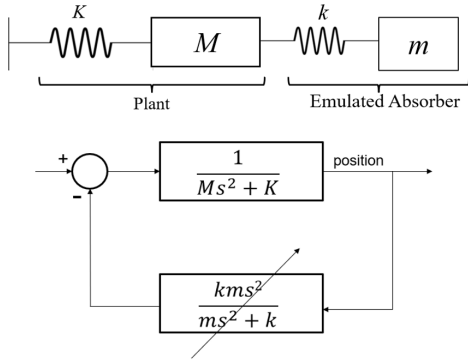 K M k m
Plant Emulated Absorber
+ 1 position
Ms² + K
-
kms²
ms² + k